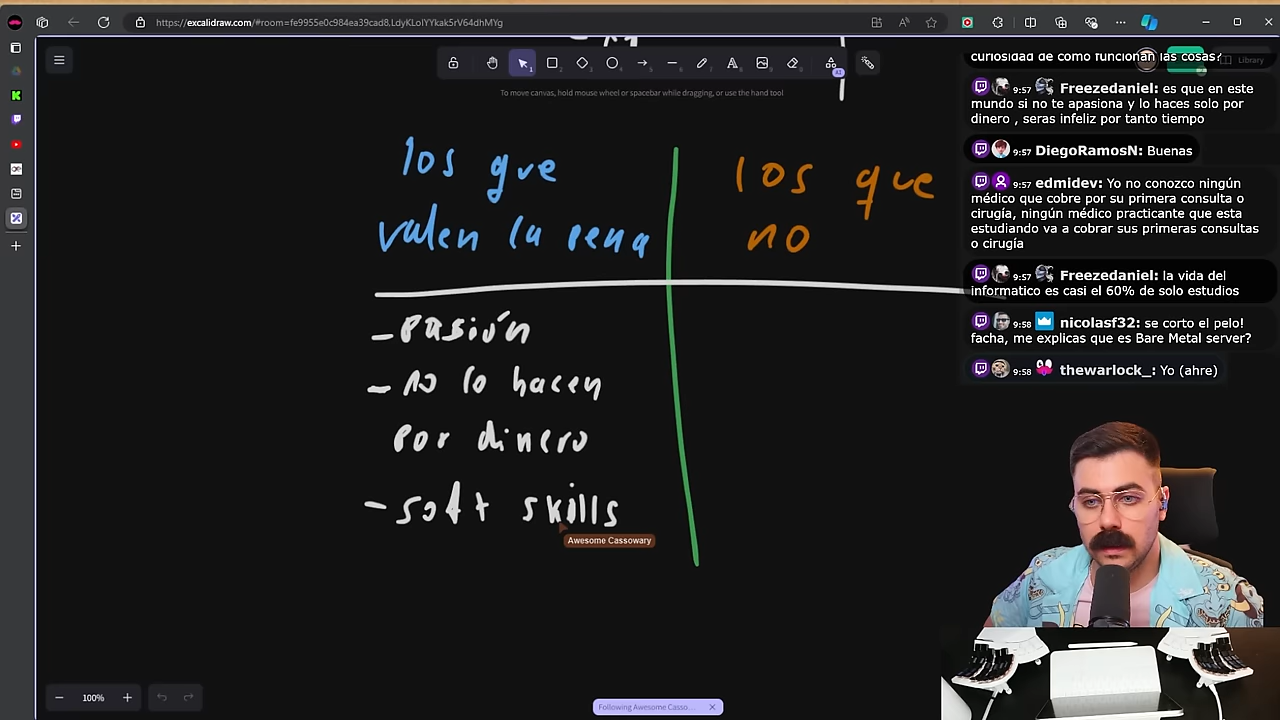 https://excalidraw.com/#room=fe9955e0c984ea39cad8.LdyKLoIYYkak5rV64dhMYg
To move canvas, hold mouse wheel or spacebar while dragging, or use the hand tool
Library
los que
valen la pena
los que
no
- Pasión
- no lo hacen
por dinero
- soft skills
Awesome Cassowary
curiosidad de como funcionan las cosas?
9:57 Freezedaniel: es que en este
mundo si no te apasiona y lo haces solo por
dinero , seras infeliz por tanto tiempo
9:57 DiegoRamosN: Buenas
9:57 edmidev: Yo no conozco ningún
médico que cobre por su primera consulta o
cirugía, ningún médico practicante que esta
estudiando va a cobrar sus primeras consultas
o cirugía
9:57 Freezedaniel: la vida del
informatico es casi el 60% de solo estudios
9:58 nicolasf32: se corto el pelo!
facha, me explicas que es Bare Metal server?
9:58 thewarlock_: Yo (ahre)
100%
Following Awesome Casso...